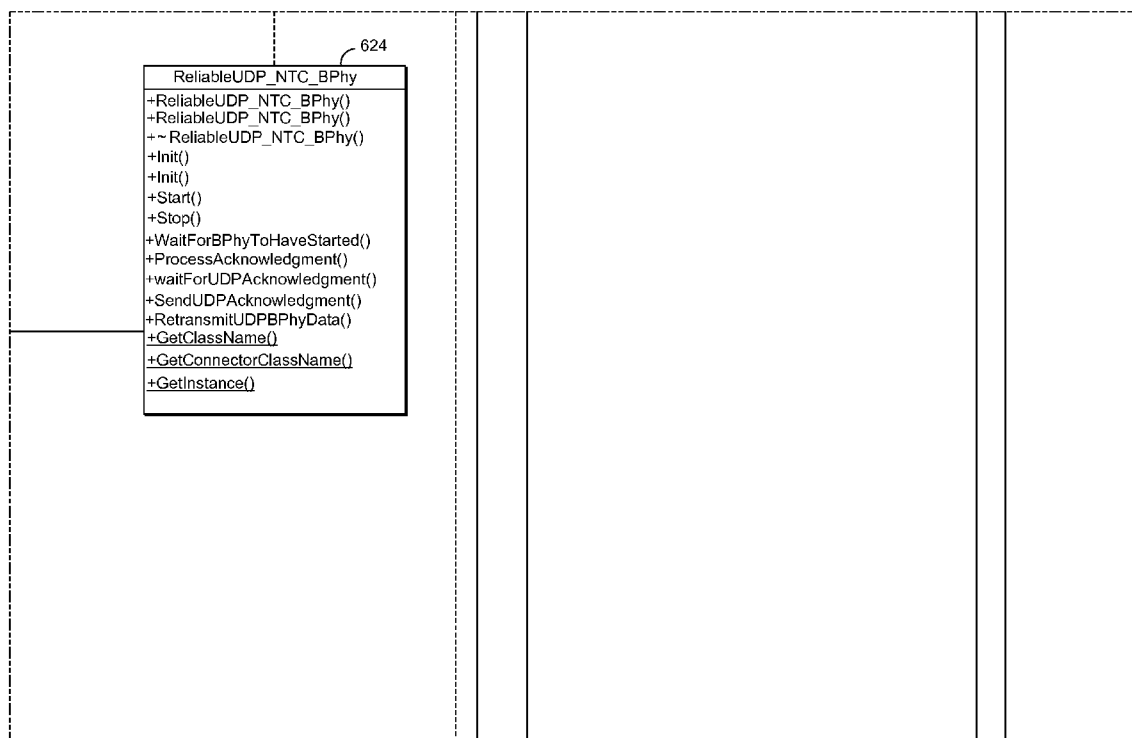 624
ReliableUDP_NTC_BPhy
+ReliableUDP_NTC_BPhy()
+ReliableUDP_NTC_BPhy()
+~ReliableUDP_NTC_BPhy()
+Init()
+Init()
+Start()
+Stop()
+WaitForBPhyToHaveStarted()
+ProcessAcknowledgment()
+waitForUDPAcknowledgment()
+SendUDPAcknowledgment()
+RetransmitUDPBPhyData()
+GetClassName()
+GetConnectorClassName()
+GetInstance()